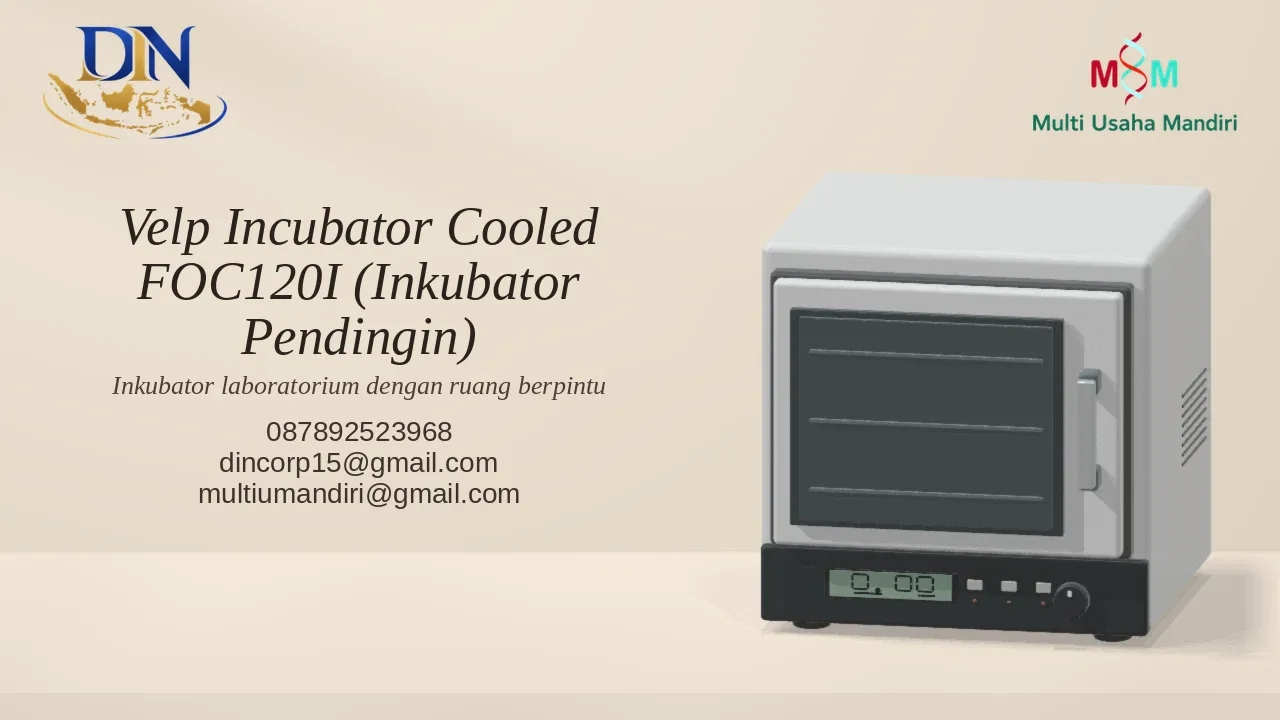 DN
MSM
Multi Usaha Mandiri
Velp Incubator Cooled
FOC120I (Inkubator
Pendingin)
Inkubator laboratorium dengan ruang berpintu
087892523968
dincorp15@gmail.com
multiumandiri@gmail.com
0.00